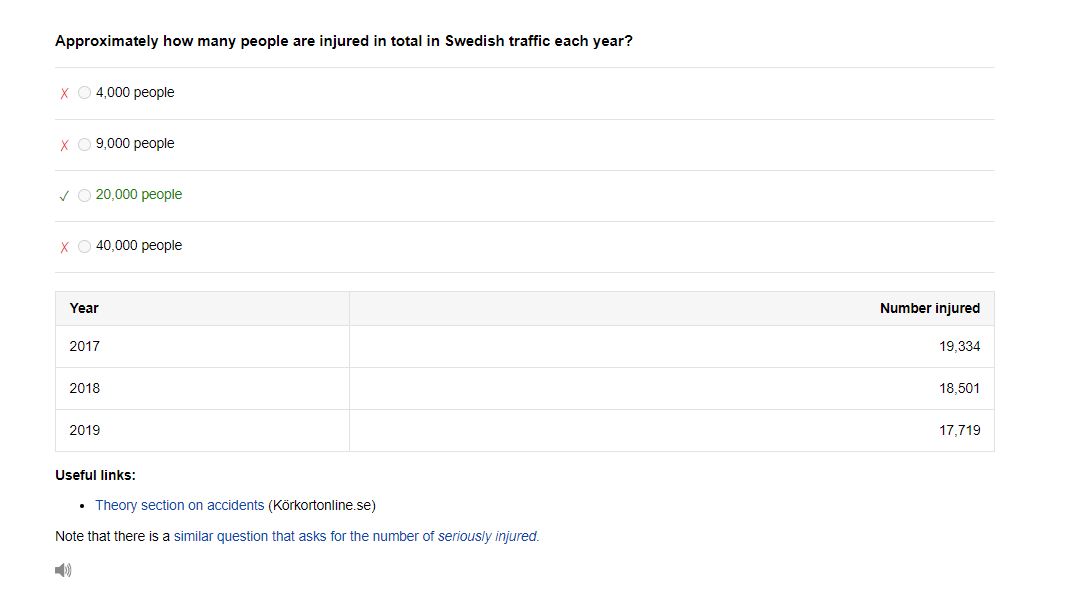 Approximately how many people are injured in total in Swedish traffic each year?
✗ 4,000 people
✗ 9,000 people
✓ 20,000 people
✗ 40,000 people
Year Number injured
2017 19,334
2018 18,501
2019 17,719
Useful links:
• Theory section on accidents (Körkortonline.se)
Note that there is a similar question that asks for the number of seriously injured.